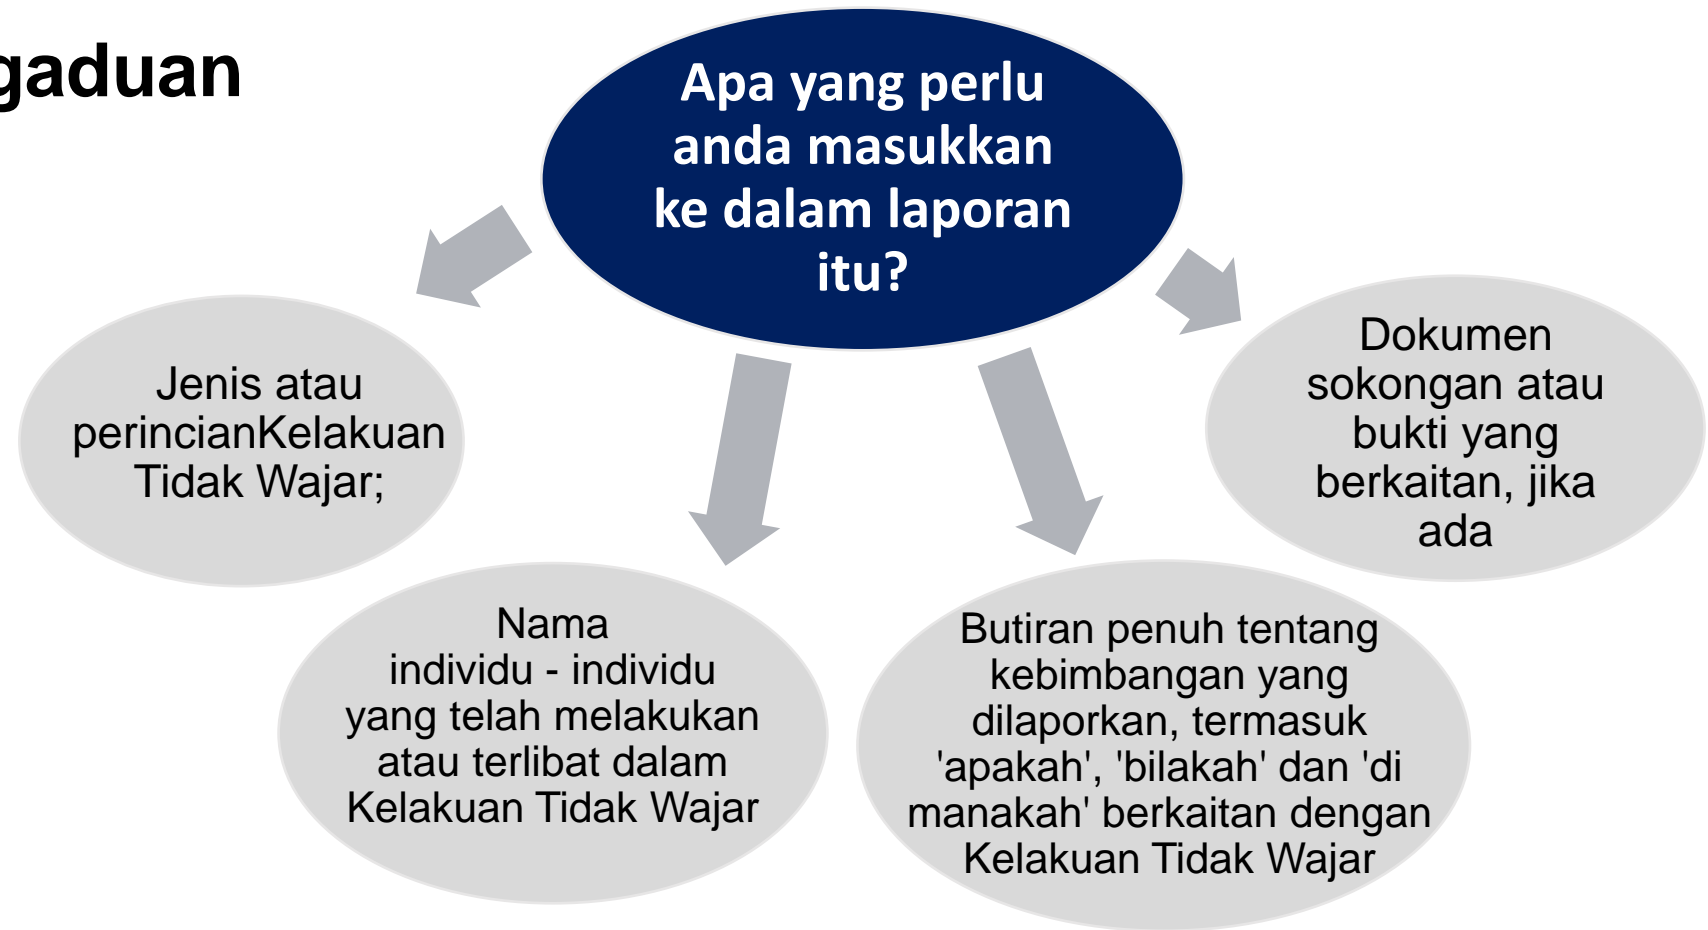 gaduan
Apa yang perlu
anda masukkan
ke dalam laporan
itu?
Jenis atau
perincianKelakuan
Tidak Wajar;
Nama
individu - individu
yang telah melakukan
atau terlibat dalam
Kelakuan Tidak Wajar
Butiran penuh tentang
kebimbangan yang
dilaporkan, termasuk
'apakah', 'bilakah' dan 'di
manakah' berkaitan dengan
Kelakuan Tidak Wajar
Dokumen
sokongan atau
bukti yang
berkaitan, jika
ada